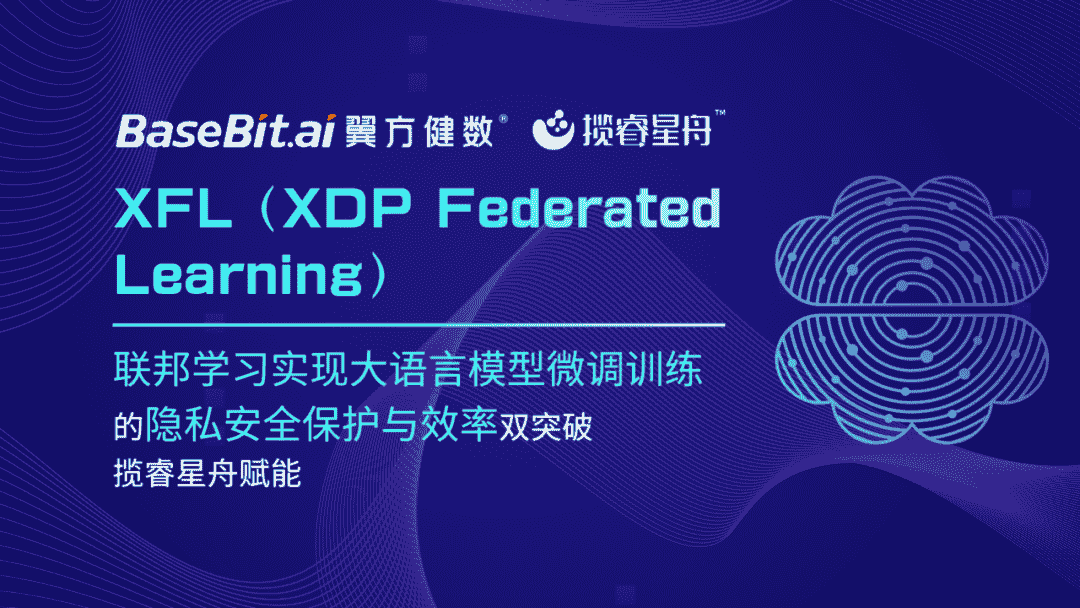 BaseBit.ai 翼方健数® 揽睿星舟™
XFL（XDP Federated
Learning）
联邦学习实现大语言模型微调训练
的隐私安全保护与效率双突破
揽睿星舟赋能